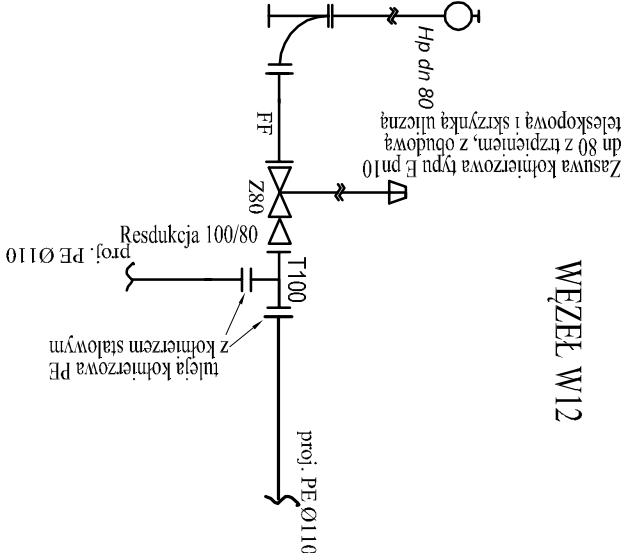 WĘZEŁ W12
Hp dn 80
Zasuwa kołnierzowa typu E pn10
dn 80 z trzpieniem, z obudową
teleskopową i skrzynką uliczną
FF
Z80
Resdukcja 100/80
proj. PE Ø110
T100
tuleja kołnierzowa PE
z kołnierzem stalowym
proj. PE Ø110